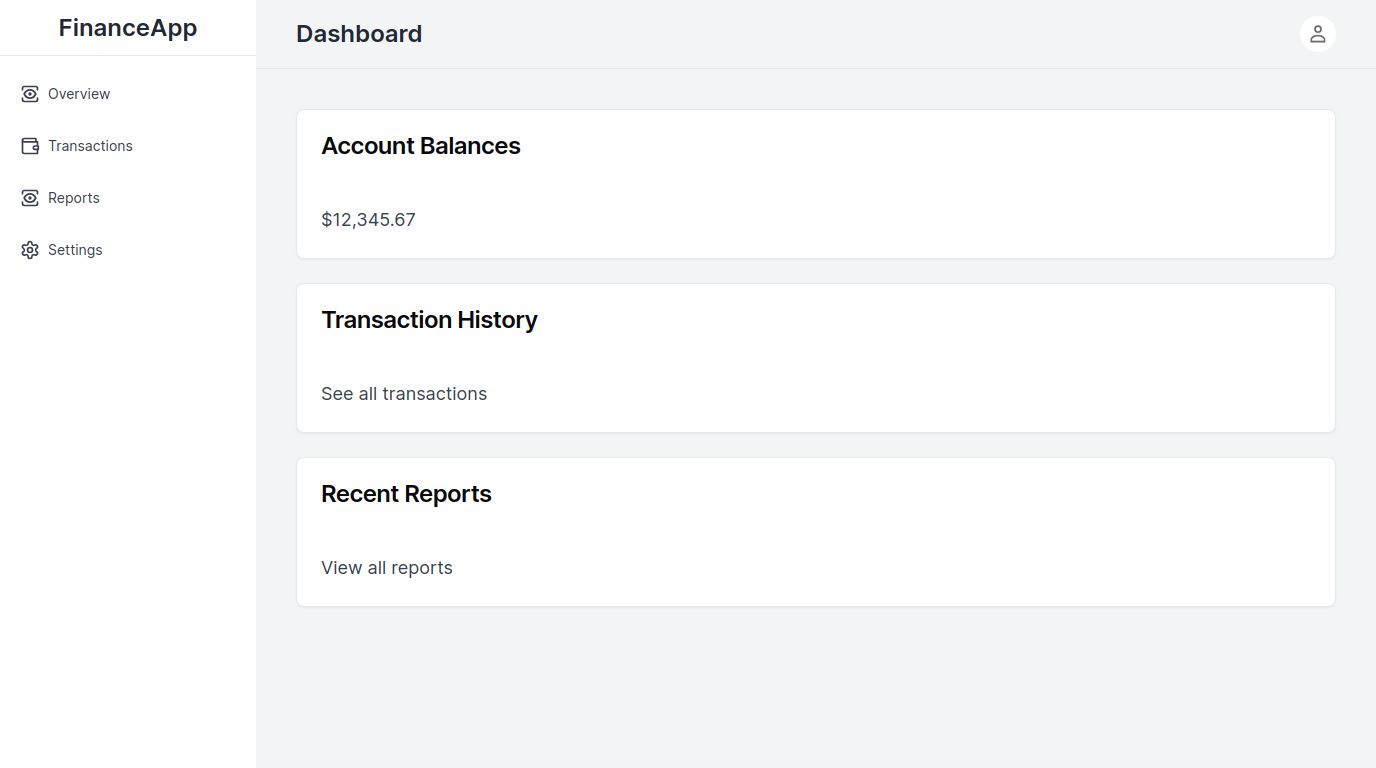 FinanceApp
Overview
Transactions
Reports
Settings
Dashboard
Account Balances
$12,345.67
Transaction History
See all transactions
Recent Reports
View all reports